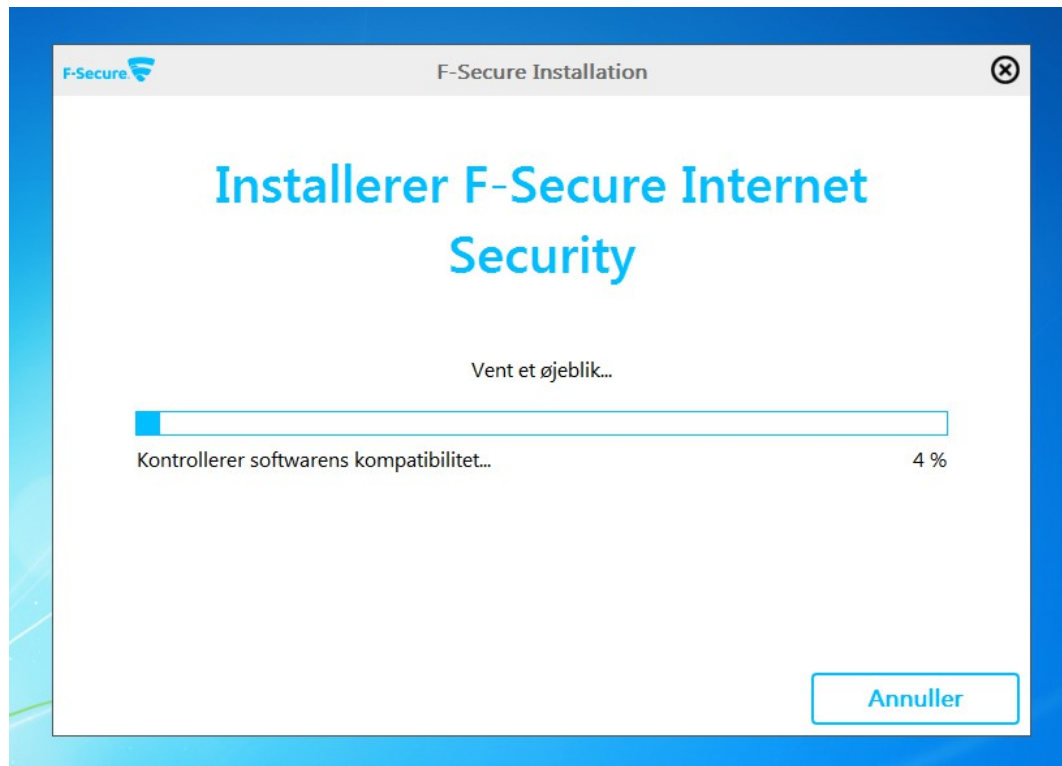 F-Secure.
F-Secure Installation
Installerer F-Secure Internet
Security
Vent et øjeblik...
Kontrollerer softwarens kompatibilitet...
4 %
Annuller